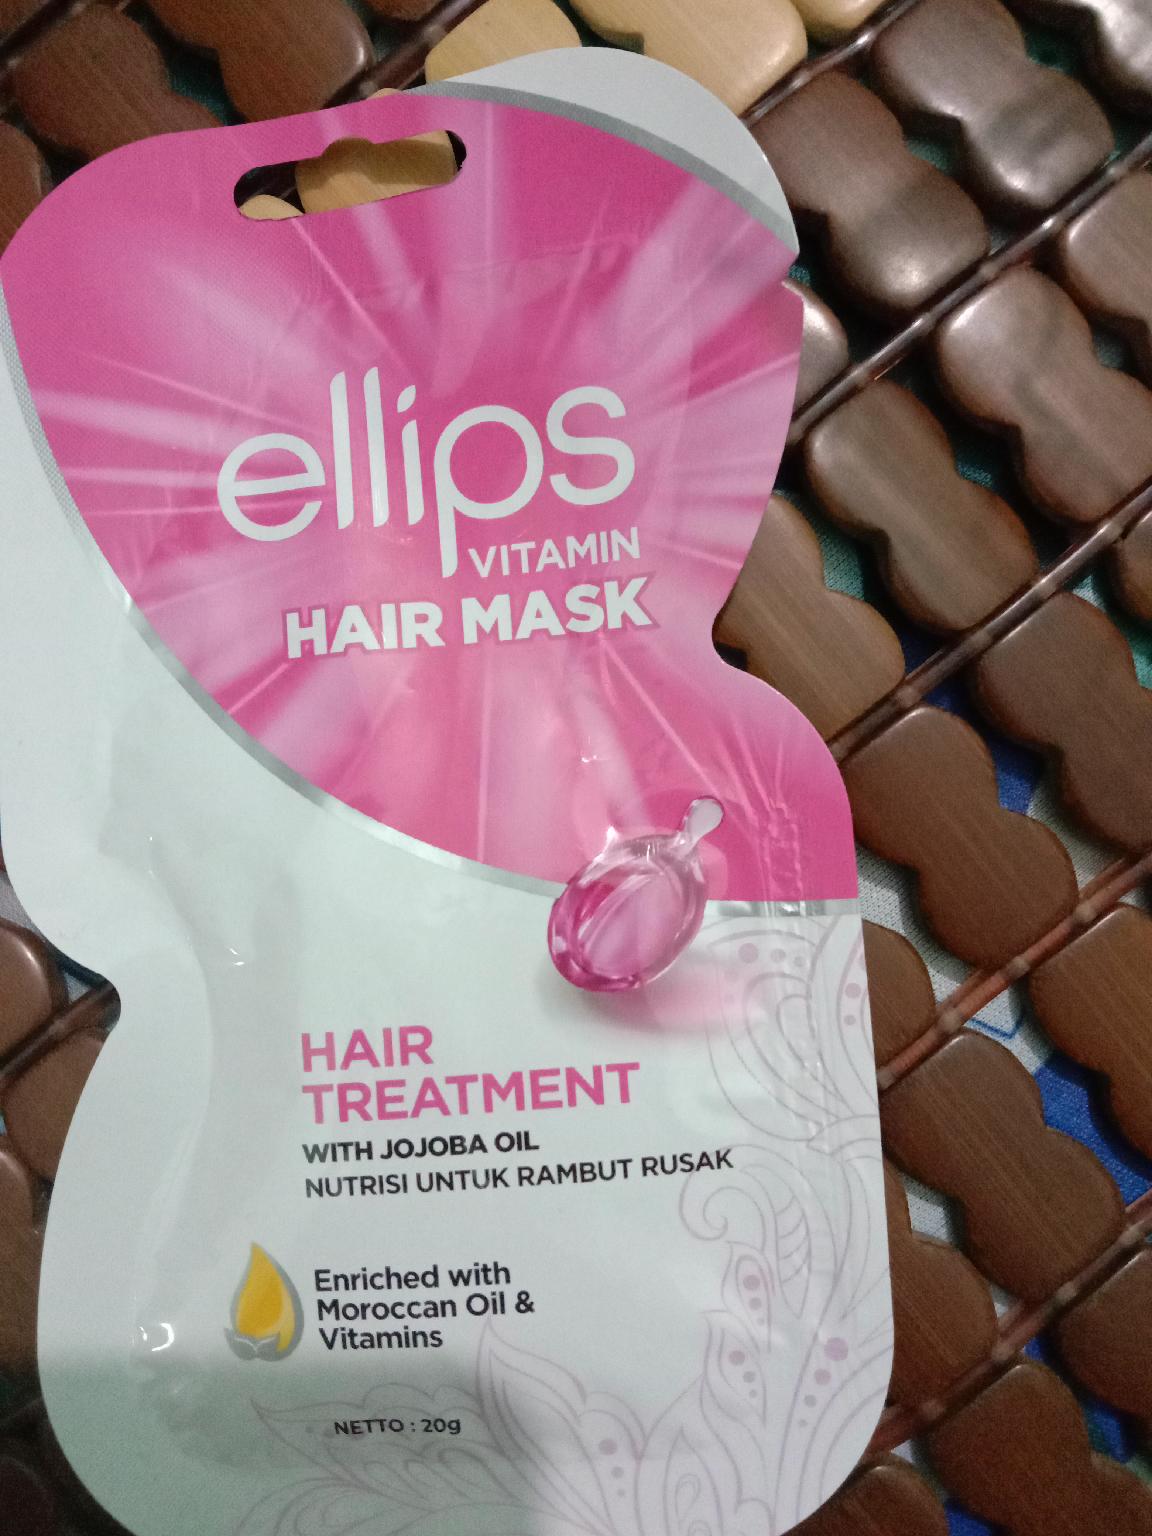 ellips
VITAMIN
HAIR MASK
HAIR
TREATMENT
WITH JOJOBA OIL
NUTRISI UNTUK RAMBUT RUSAK
Enriched with
Moroccan Oil &
Vitamins
NETTO : 20g